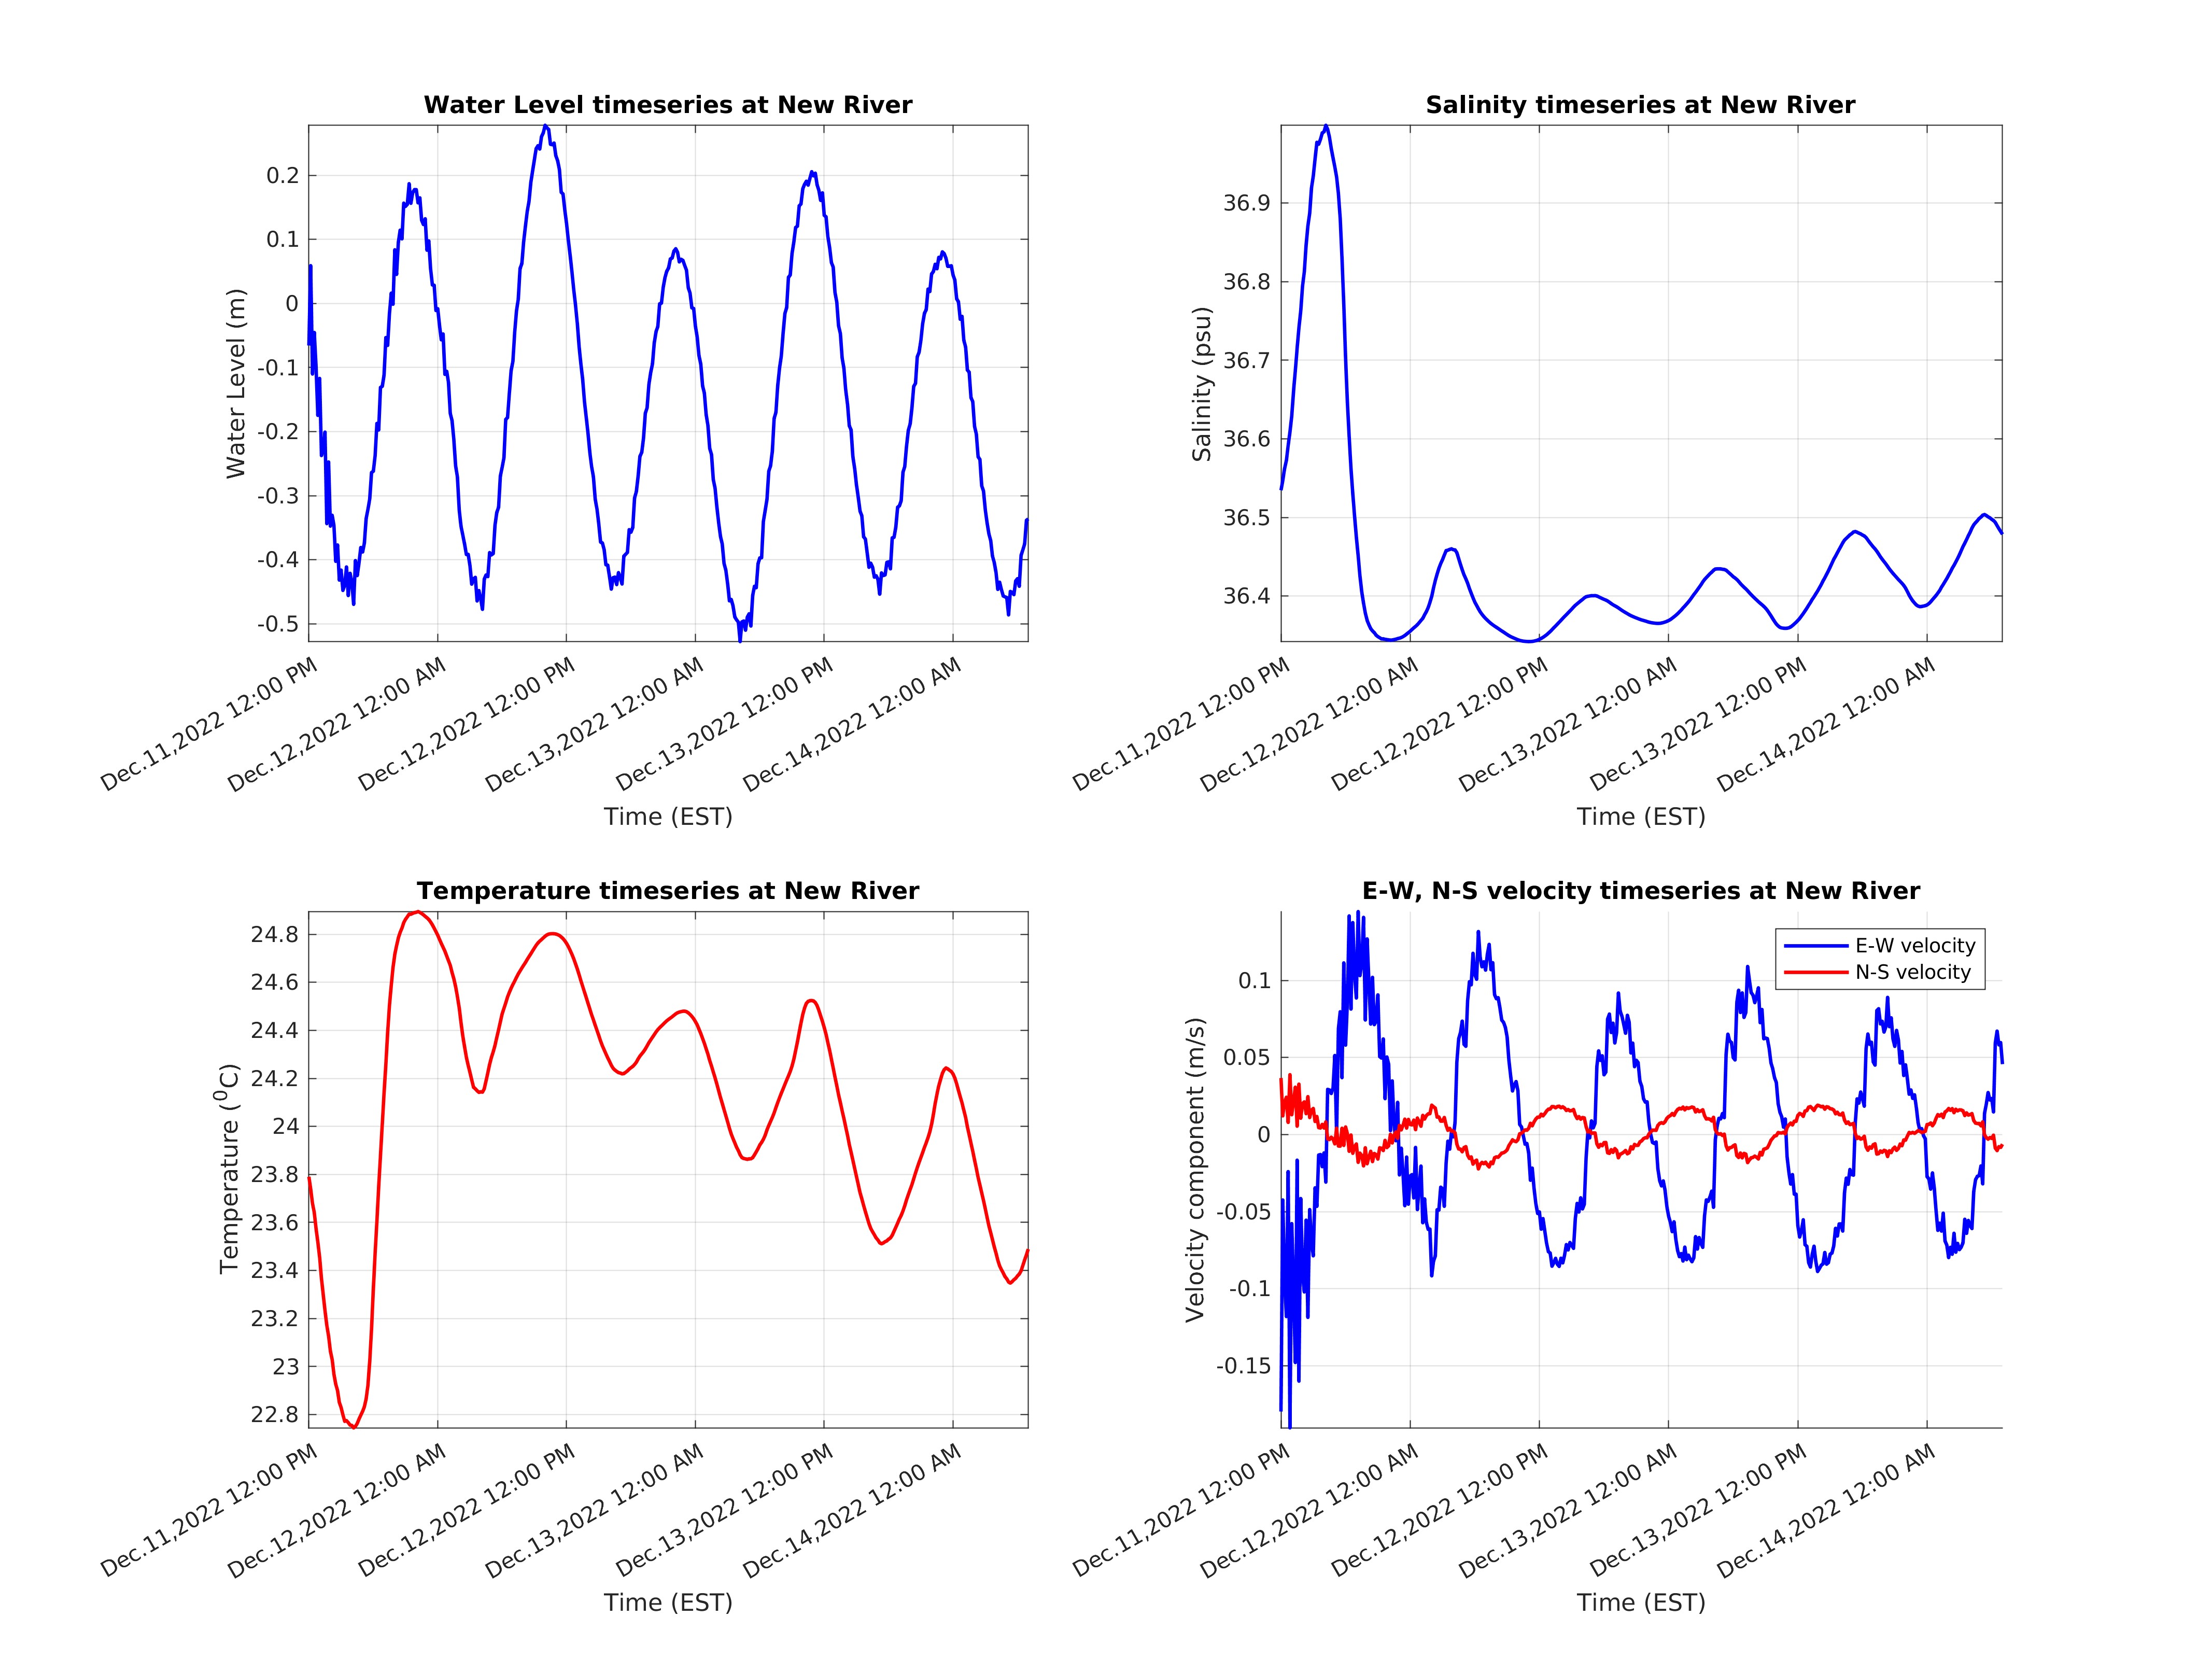 Water Level timeseries at New River
Water Level (m)
0.2
0.1
0
-0.1
-0.2
-0.3
-0.4
-0.5
Dec.11,2022 12:00 PM
Dec.12,2022 12:00 AM
Dec.12,2022 12:00 PM
Dec.13,2022 12:00 AM
Dec.13,2022 12:00 PM
Dec.14,2022 12:00 AM
Time (EST)
Salinity timeseries at New River
Salinity (psu)
36.9
36.8
36.7
36.6
36.5
36.4
Dec.11,2022 12:00 PM
Dec.12,2022 12:00 AM
Dec.12,2022 12:00 PM
Dec.13,2022 12:00 AM
Dec.13,2022 12:00 PM
Dec.14,2022 12:00 AM
Time (EST)
Temperature timeseries at New River
Temperature (⁰C)
24.8
24.6
24.4
24.2
24
23.8
23.6
23.4
23.2
23
22.8
Dec.11,2022 12:00 PM
Dec.12,2022 12:00 AM
Dec.12,2022 12:00 PM
Dec.13,2022 12:00 AM
Dec.13,2022 12:00 PM
Dec.14,2022 12:00 AM
Time (EST)
E-W, N-S velocity timeseries at New River
Velocity component (m/s)
E-W velocity
N-S velocity
0.1
0.05
0
-0.05
-0.1
-0.15
Dec.11,2022 12:00 PM
Dec.12,2022 12:00 AM
Dec.12,2022 12:00 PM
Dec.13,2022 12:00 AM
Dec.13,2022 12:00 PM
Dec.14,2022 12:00 AM
Time (EST)